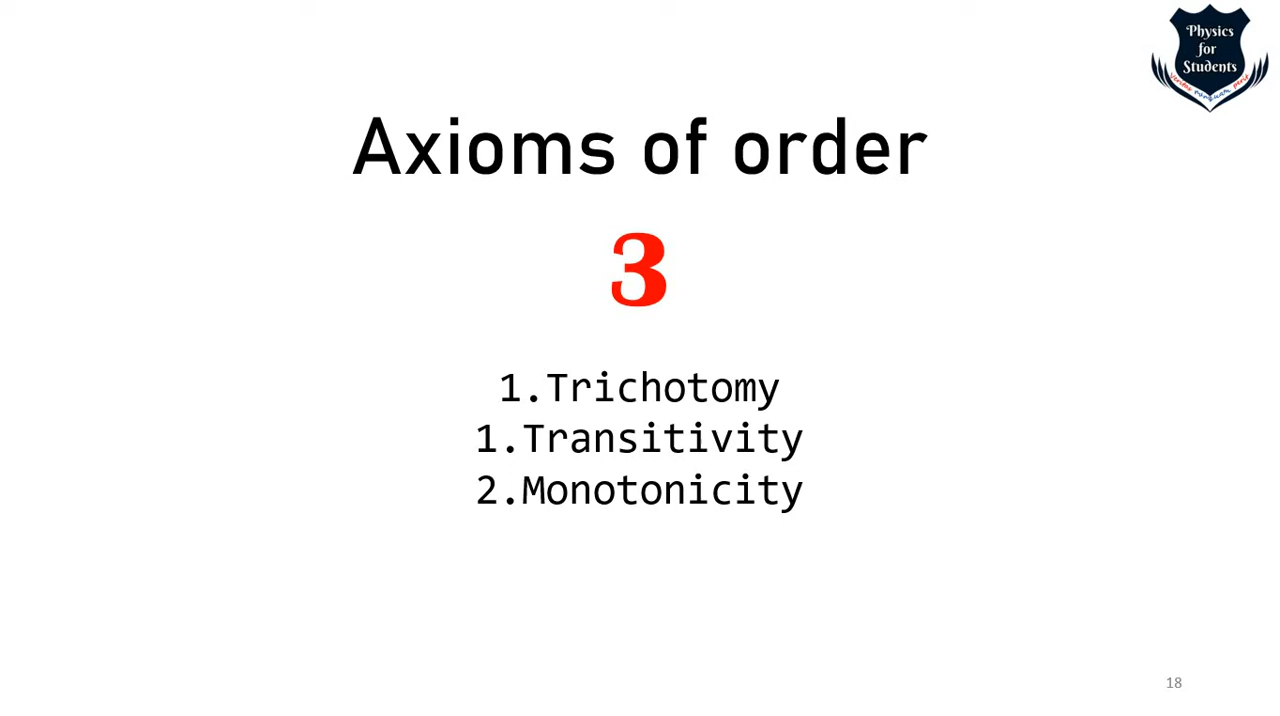 Physics
for
Students
Axioms of order
3
1.Trichotomy
1.Transitivity
2.Monotonicity
18